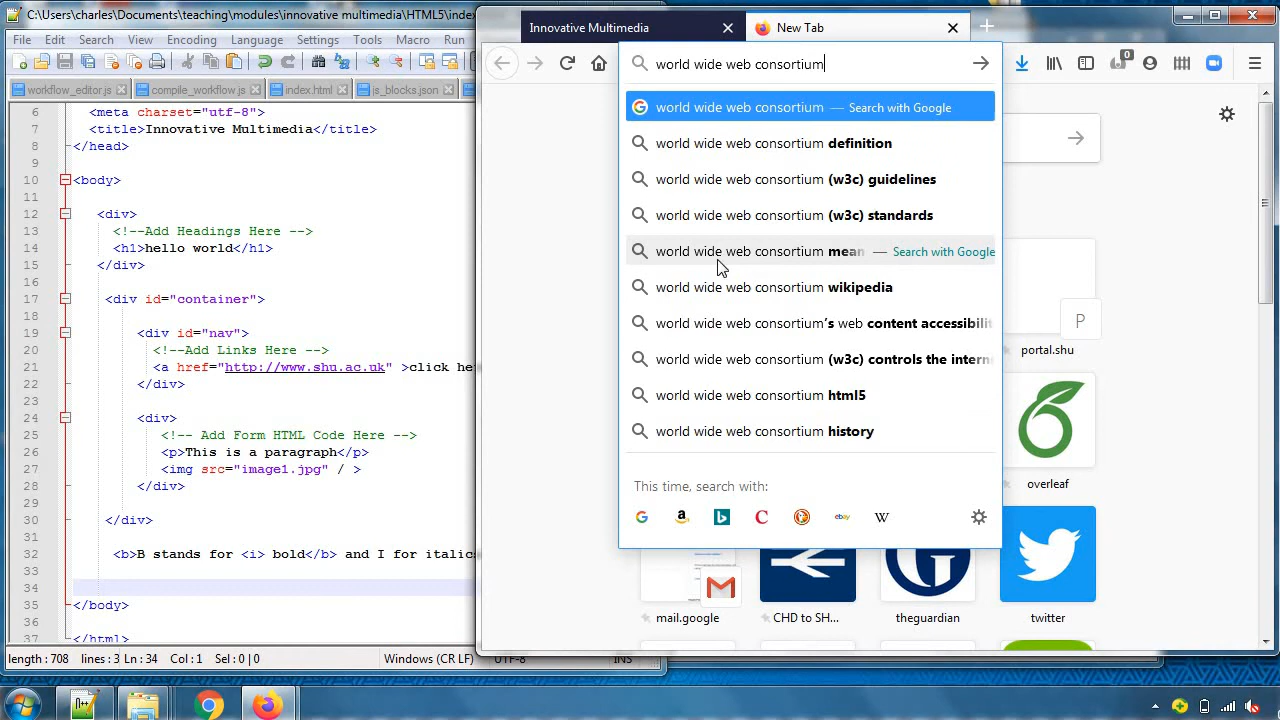 C:\Users\charles\Documents\teaching\modules\innovative multimedia\HTML5\index
File Edit Search View Encoding Language Settings Tools Macro Run
workflow_editor.js compile_workflow.js index.html js_blocks.json
6 <meta charset="utf-8">
7 <title>Innovative Multimedia</title>
8 </head>
9
10 <body>
11
12 <div>
13 <!--Add Headings Here -->
14 <h1>hello world</h1>
15 </div>
16
17 <div id="container">
18
19 <div id="nav">
20 <!--Add Links Here -->
21 <a href="http://www.shu.ac.uk" >click he
22 </div>
23
24 <div>
25 <!-- Add Form HTML Code Here -->
26 <p>This is a paragraph</p>
27 <img src="image1.jpg" / >
28 </div>
29
30 </div>
31
32 <b>B stands for <i> bold</b> and I for italics
33
34
35 </body>
36
37 </html>
length : 708 lines : 3 Ln : 34 Col : 1 Sel : 0 | 0 Windows (CR LF) UTF-8 INS
Innovative Multimedia New Tab
world wide web consortium
0
world wide web consortium — Search with Google
world wide web consortium definition
world wide web consortium (w3c) guidelines
world wide web consortium (w3c) standards
world wide web consortium mean — Search with Google
world wide web consortium wikipedia
world wide web consortium's web content accessibilit
world wide web consortium (w3c) controls the intern
world wide web consortium html5
world wide web consortium history
This time, search with:
P
portal.shu
overleaf
mail.google
CHD to SH...
theguardian
twitter